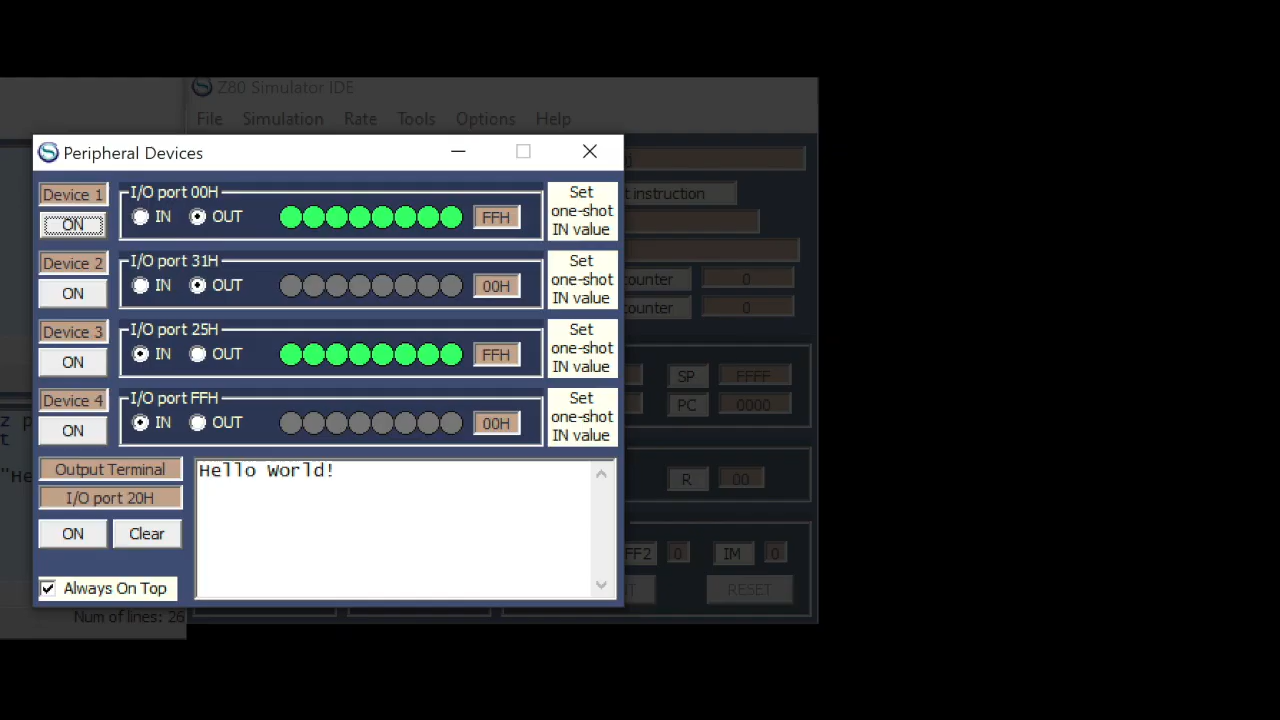 Z80 Simulator IDE
File Simulation Rate Tools Options Help
Peripheral Devices
Device 1
ON
I/O port 00H
IN OUT FFH
Set
one-shot
IN value
Device 2
ON
I/O port 31H
IN OUT 00H
Set
one-shot
IN value
Device 3
ON
I/O port 25H
IN OUT FFH
Set
one-shot
IN value
Device 4
ON
I/O port FFH
IN OUT 00H
Set
one-shot
IN value
Output Terminal
I/O port 20H
ON Clear
Always On Top
Hello World!
instruction
0
0
SP FFFF
PC 0000
R 00
FF2 0 IM 0
RESET
Num of lines: 26